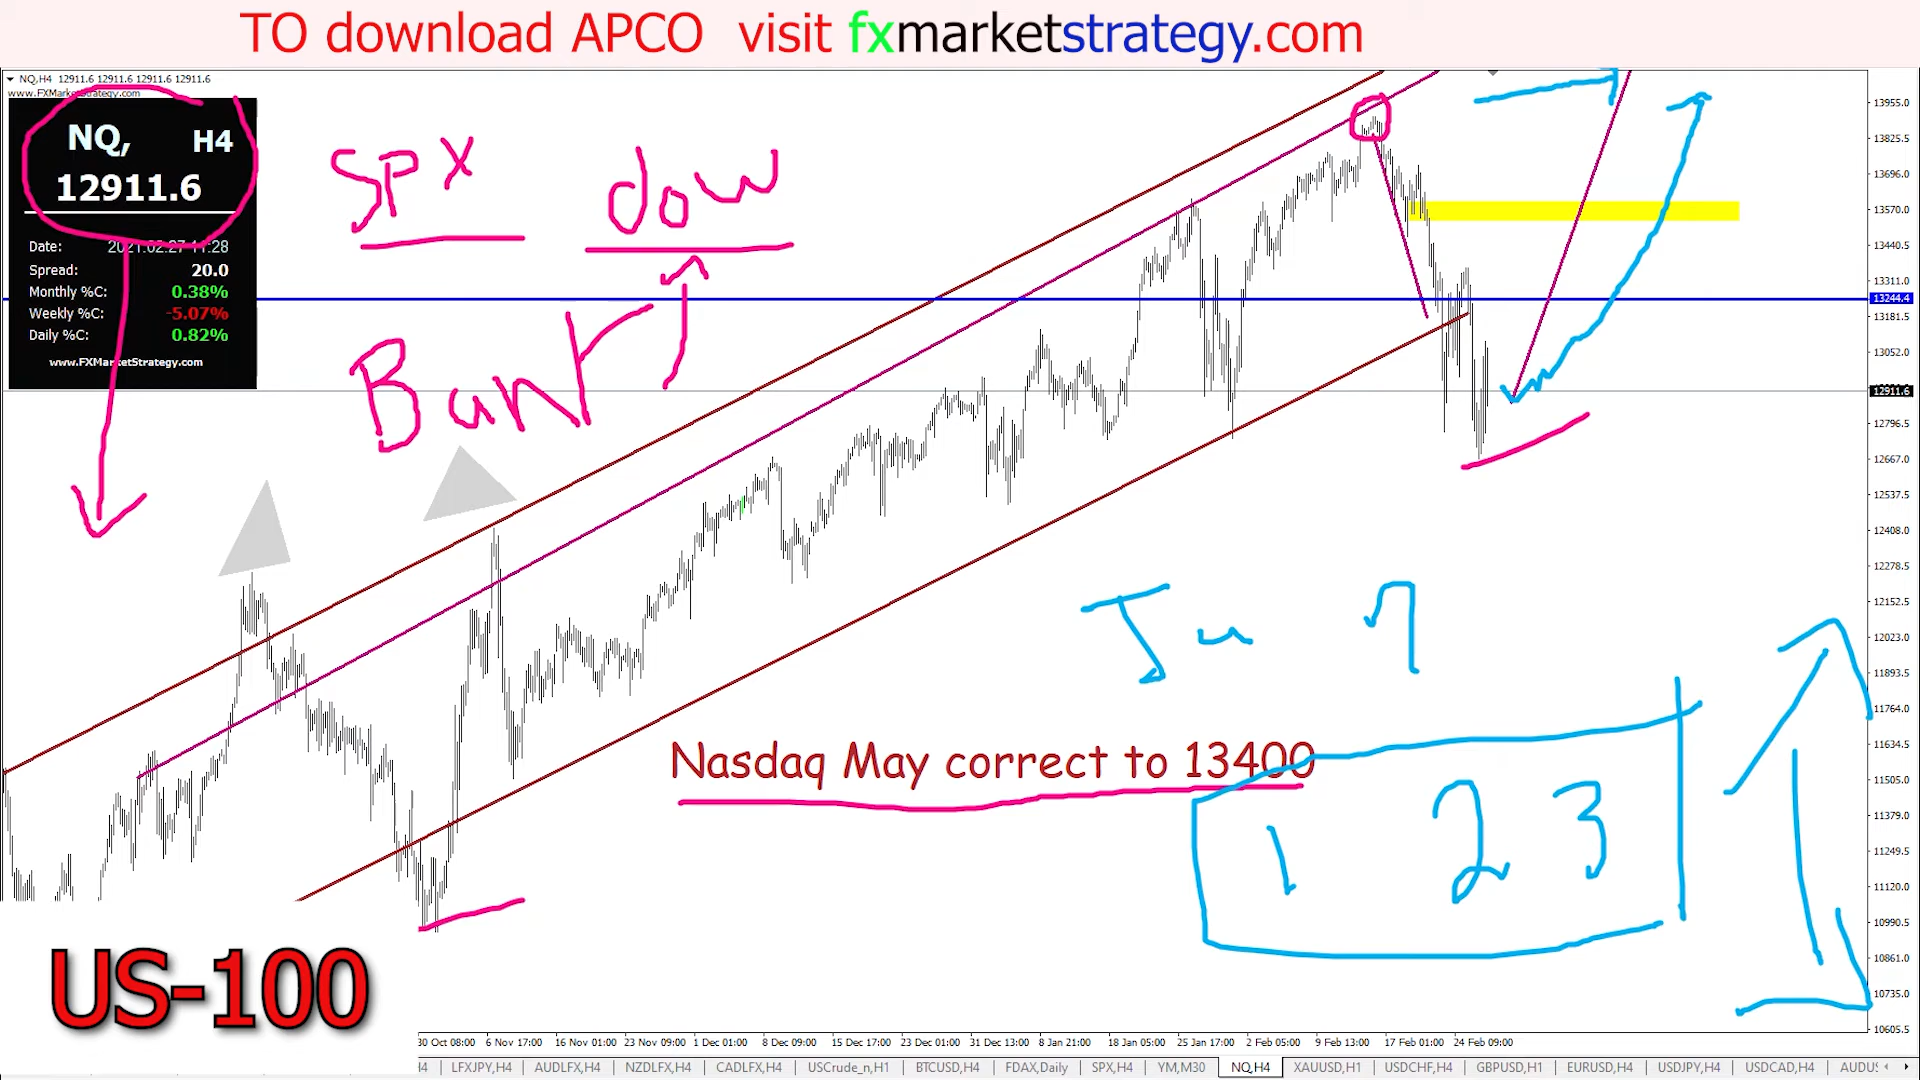 TO download APCO visit fxmarketstrategy.com
NQ,H4 12911.6 12911.6 12911.6 12911.6
www.FXMarketStrategy.com
NQ, H4
12911.6
Date: 2021.02.27 11:28
Spread: 20.0
Monthly %C: 0.38%
Weekly %C: -5.07%
Daily %C: 0.82%
www.FXMarketStrategy.com
SPX
dow
Nasdaq May correct to 13400
1 2 3
US-100
13955.0
13825.5
13696.0
13570.0
13440.5
13311.0
13244.4
13181.5
13052.0
12911.6
12796.5
12667.0
12537.5
12408.0
12278.5
12152.5
12023.0
11893.5
11764.0
11634.5
11505.0
11379.0
11249.5
11120.0
10990.5
10861.0
10735.0
10605.5
30 Oct 08:00 6 Nov 17:00 16 Nov 01:00 23 Nov 09:00 1 Dec 01:00 8 Dec 09:00 15 Dec 17:00 23 Dec 01:00 31 Dec 13:00 8 Jan 21:00 18 Jan 05:00 25 Jan 17:00 2 Feb 05:00 9 Feb 13:00 17 Feb 01:00 24 Feb 09:00
H4 LFXJPY,H4 AUDLFX,H4 NZDLFX,H4 CADLFX,H4 USCrude_n,H1 BTCUSD,H4 FDAX,Daily SPX,H4 YM,M30 NQ,H4 XAUUSD,H1 USDCHF,H4 GBPUSD,H1 EURUSD,H4 USDJPY,H4 USDCAD,H4 AUDUS